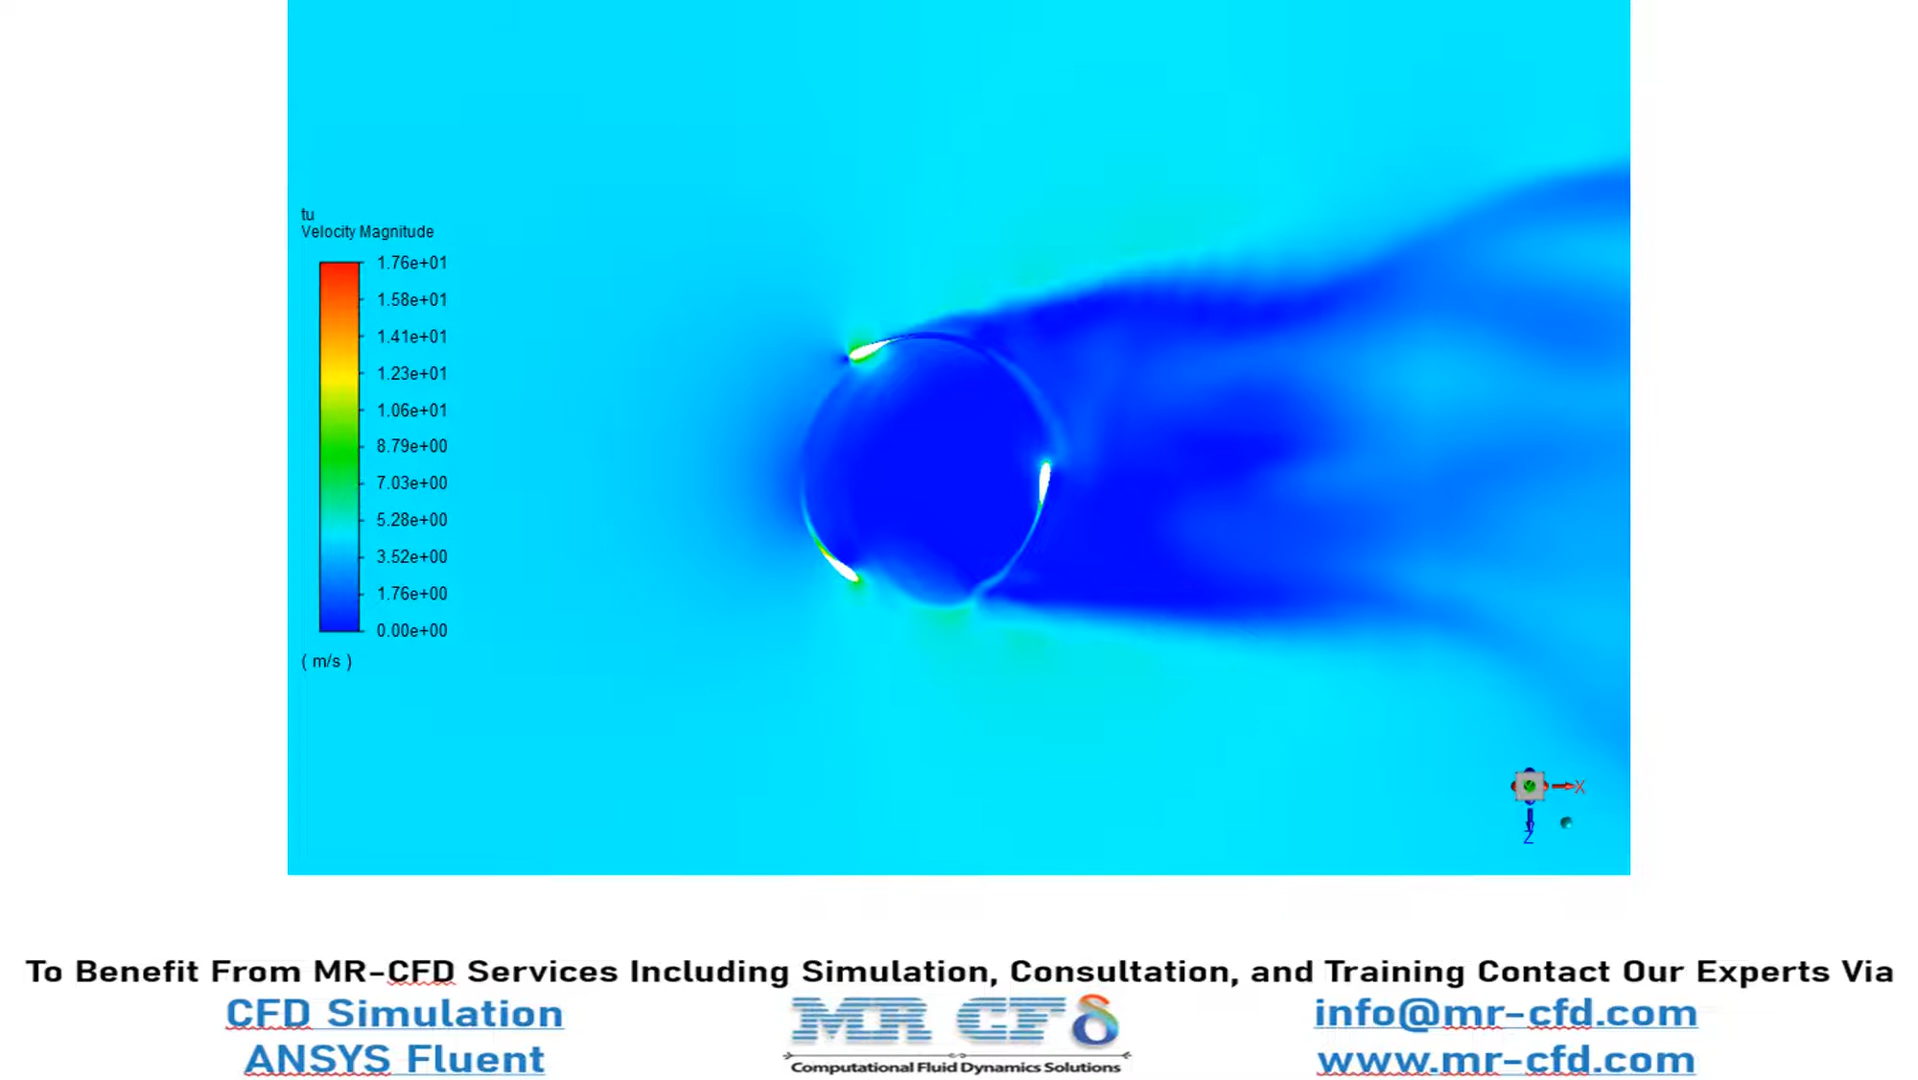 tu
Velocity Magnitude
1.76e+01
1.58e+01
1.41e+01
1.23e+01
1.06e+01
8.79e+00
7.03e+00
5.28e+00
3.52e+00
1.76e+00
0.00e+00
( m/s )
X
Z
To Benefit From MR-CFD Services Including Simulation, Consultation, and Training Contact Our Experts Via
CFD Simulation
ANSYS Fluent
MR CFδ
Computational Fluid Dynamics Solutions
info@mr-cfd.com
www.mr-cfd.com